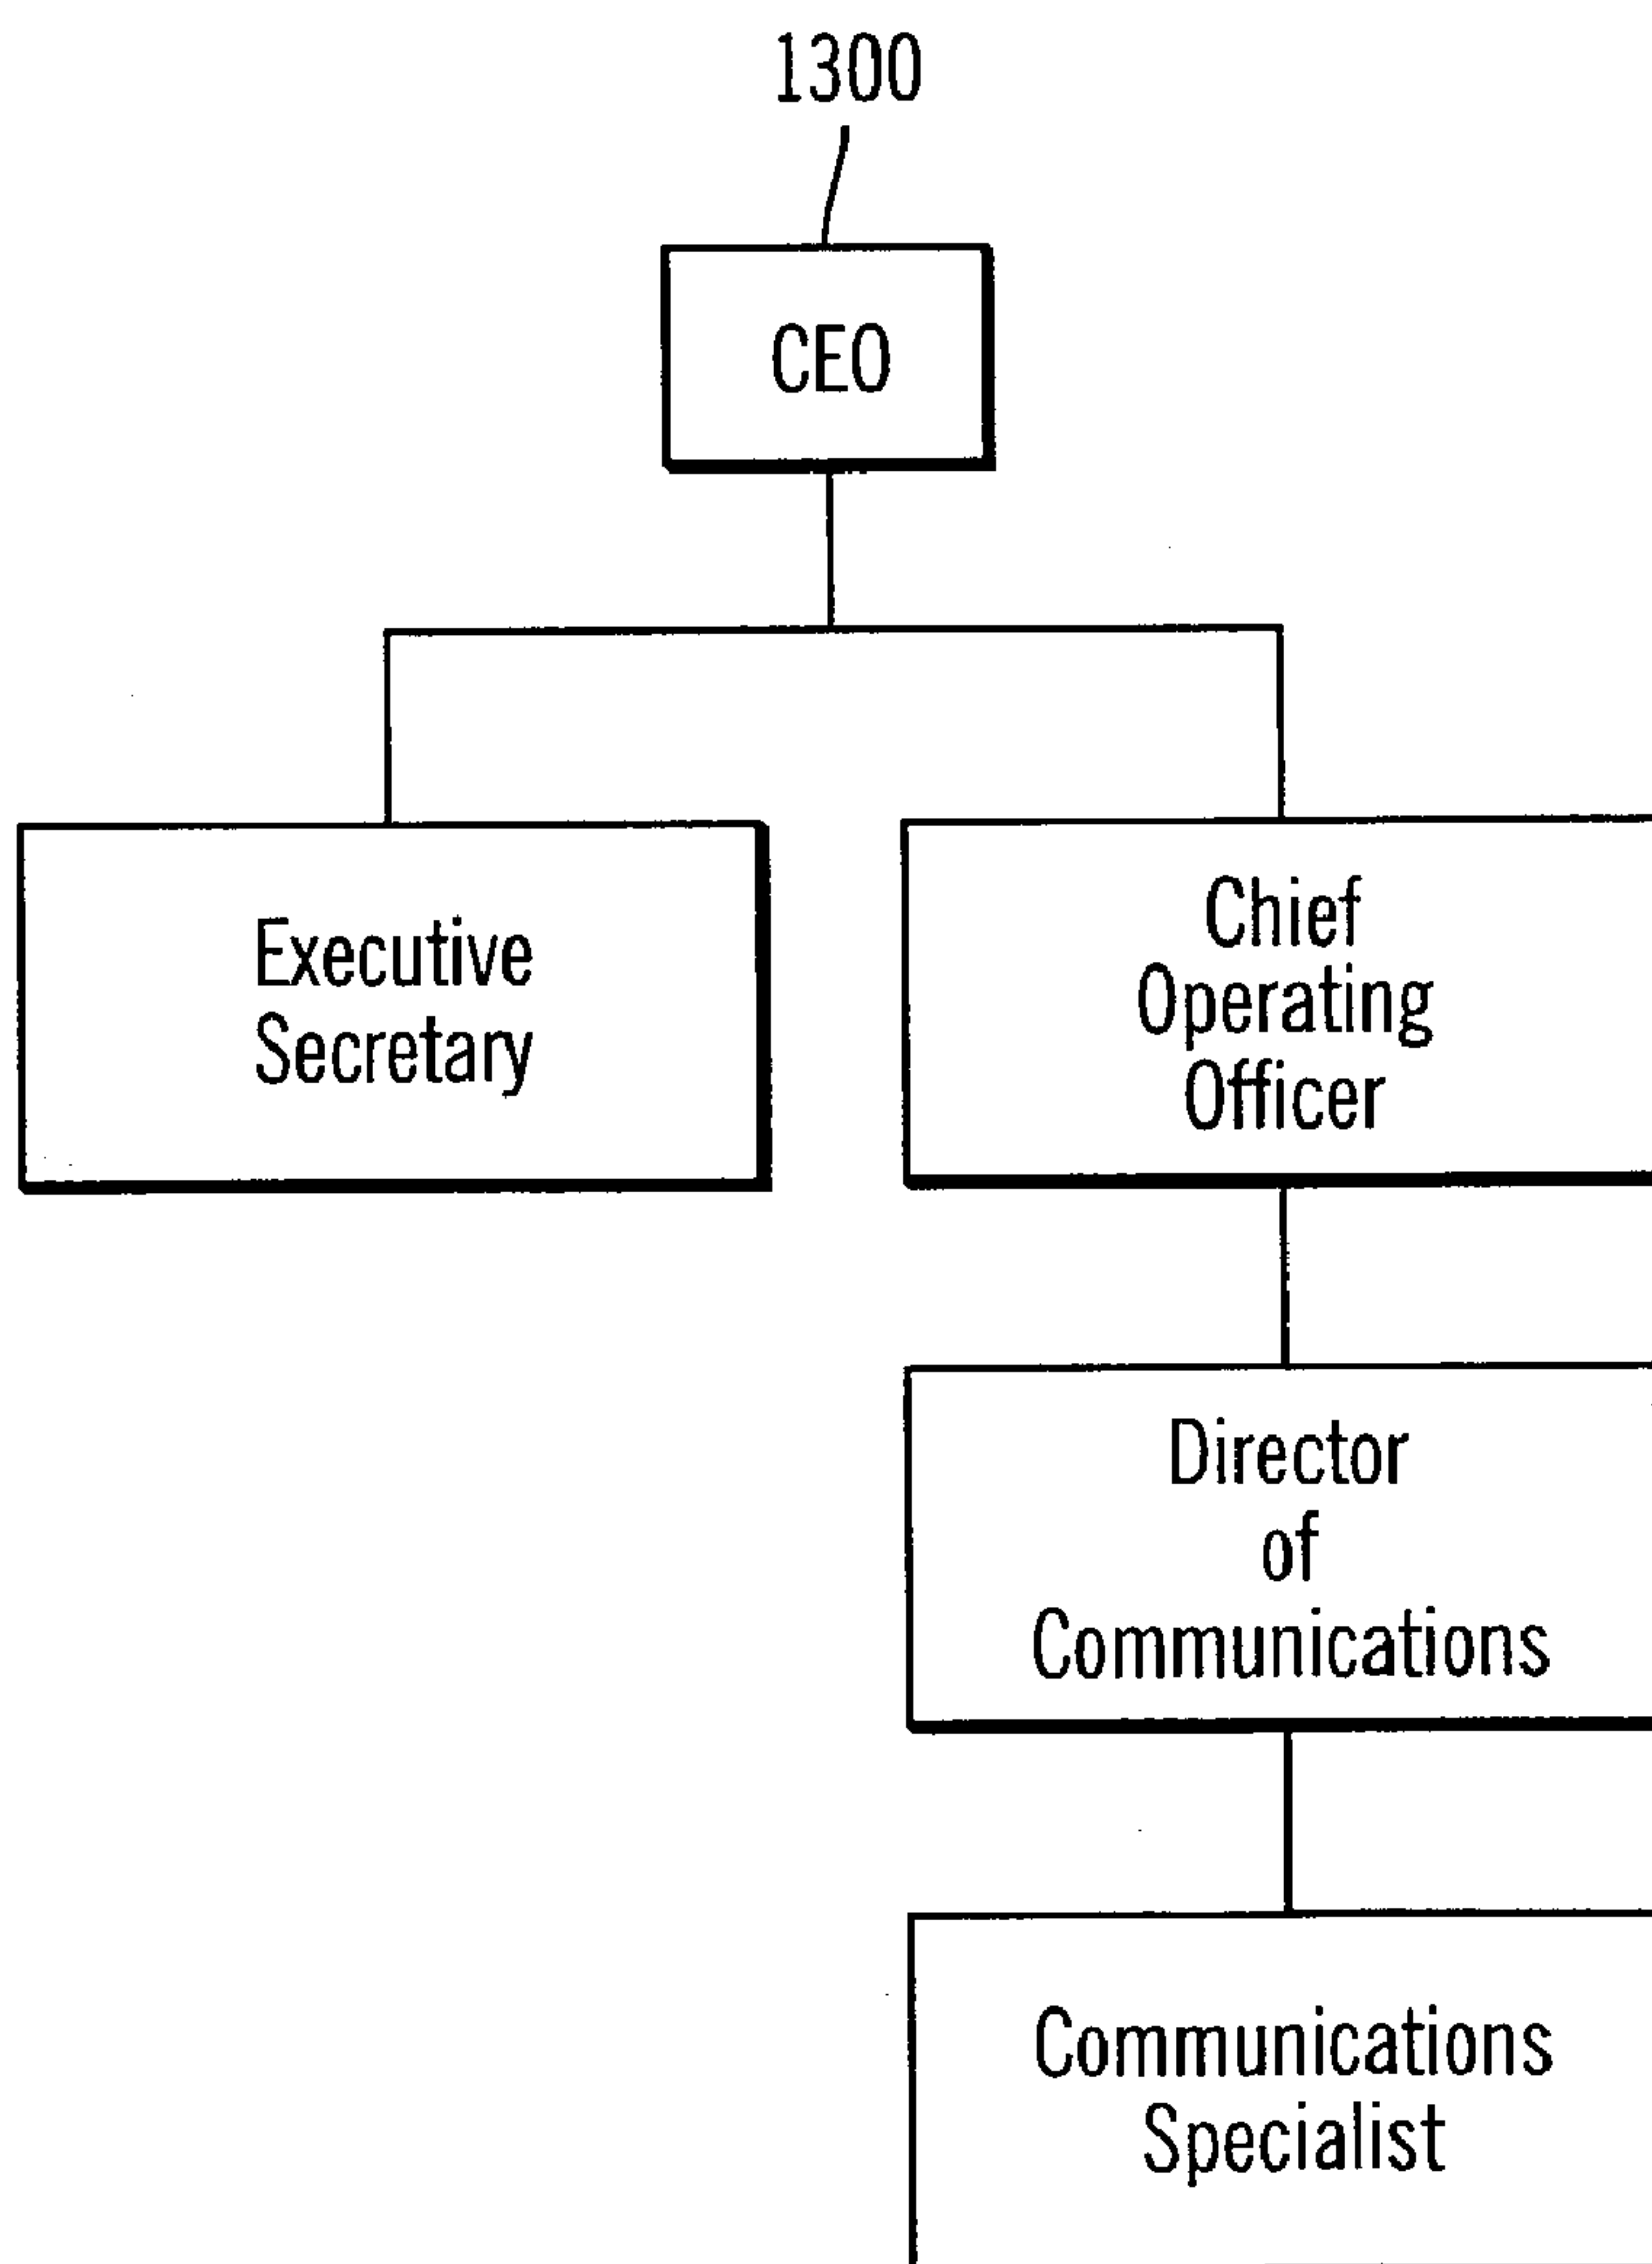 1300
CEO
Executive
Secretary
Chief
Operating
Officer
Director
of
Communications
Communications
Specialist